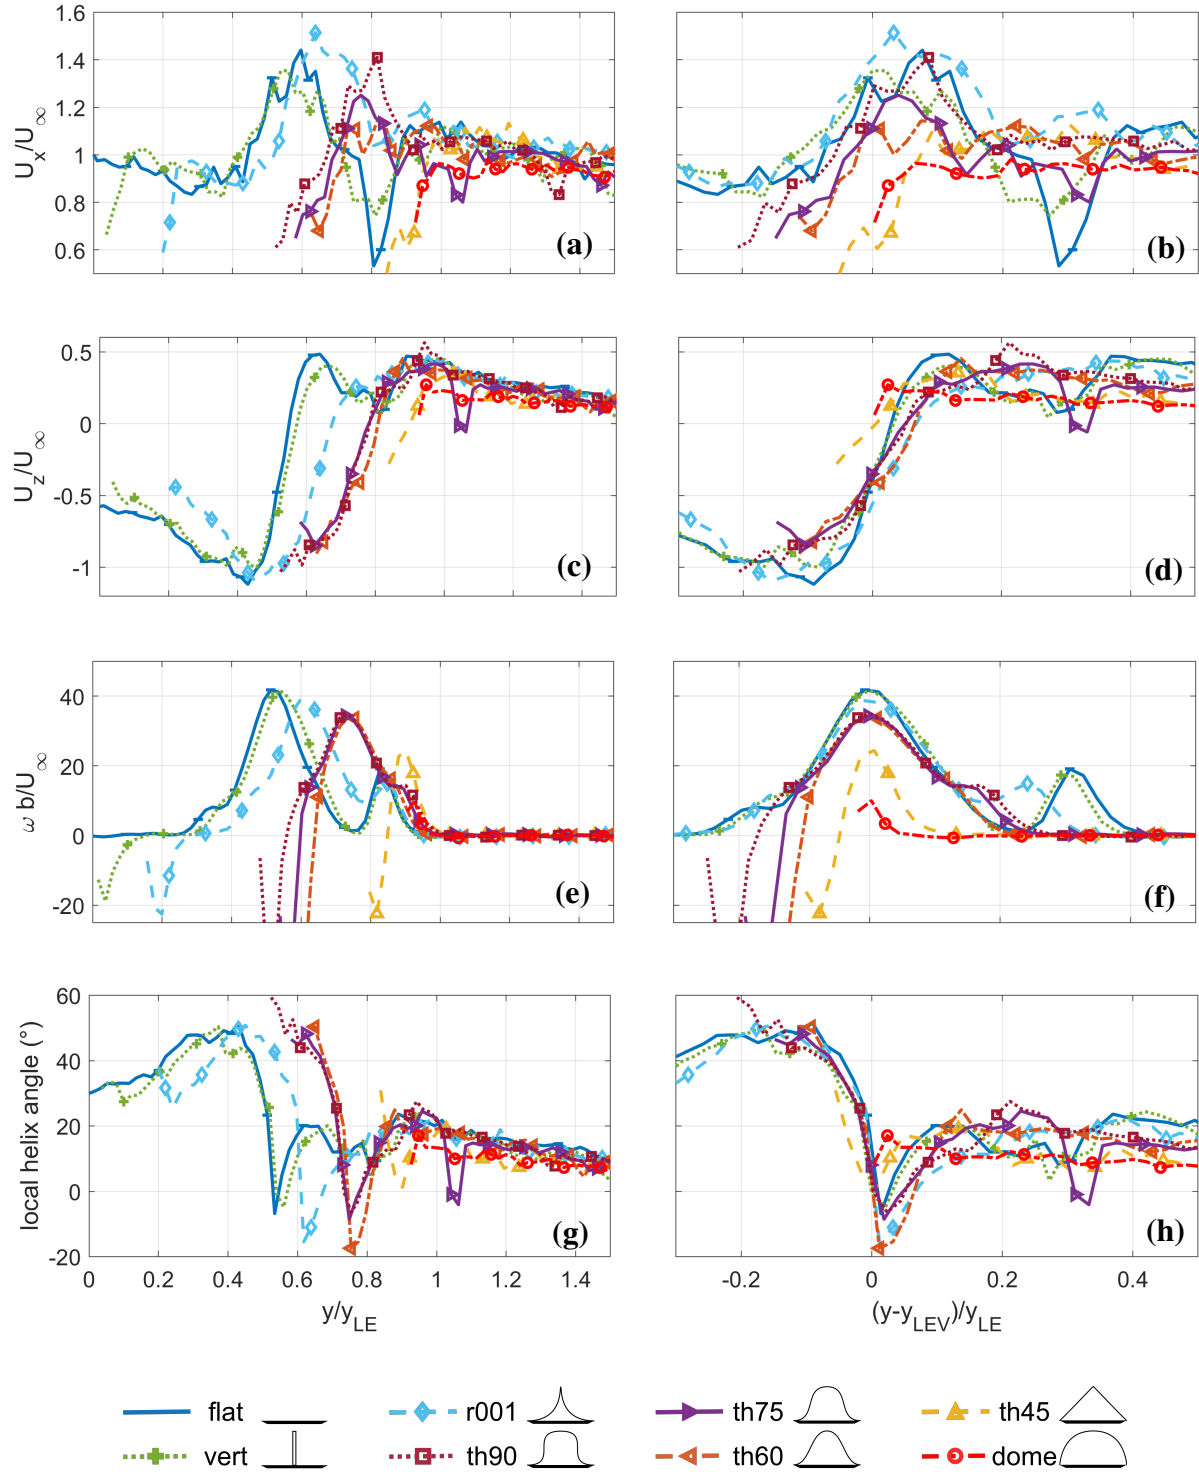 1.6
1.4
1.2
1
0.8
0.6
U_x/U_∞
(a)
(b)
0.5
0
-0.5
-1
U_z/U_∞
(c)
(d)
40
20
0
-20
ω b/U_∞
(e)
(f)
60
40
20
0
-20
local helix angle (°)
(g)
(h)
0 0.2 0.4 0.6 0.8 1 1.2 1.4
-0.2 0 0.2 0.4
y/y_LE
(y-y_LEV)/y_LE
flat r001 th75 th45
vert th90 th60 dome